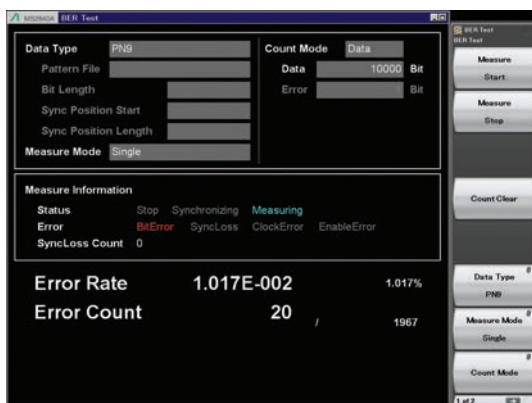 MS2840A BER Test
BER Test
BER Test
Data Type PN9 Count Mode Data
Pattern File Data 10000 Bit
Bit Length Error Bit
Sync Position Start
Sync Position Length
Measure Mode Single
Measure Information
Status Stop Synchronizing Measuring
Error BitError SyncLoss ClockError EnableError
SyncLoss Count 0
Error Rate 1.017E-002 1.017%
Error Count 20 / 1967
Measure
Start
Measure
Stop
Count Clear
Data Type
PN9
Measure Mode
Single
Count Mode
1 of 2